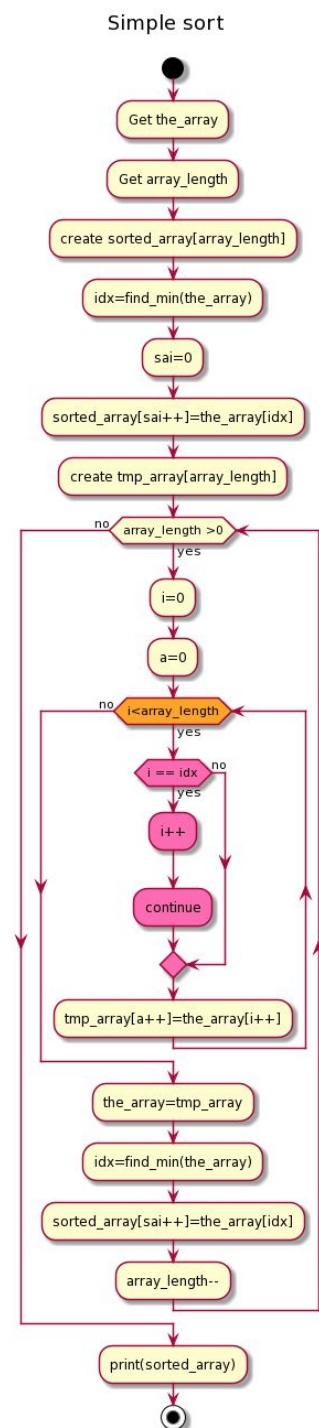 Simple sort
Get the_array
Get array_length
create sorted_array[array_length]
idx=find_min(the_array)
sai=0
sorted_array[sai++]=the_array[idx]
create tmp_array[array_length]
no
array_length >0
yes
i=0
a=0
no
i<array_length
yes
i == idx
no
yes
i++
continue
tmp_array[a++]=the_array[i++]
the_array=tmp_array
idx=find_min(the_array)
sorted_array[sai++]=the_array[idx]
array_length--
print(sorted_array)